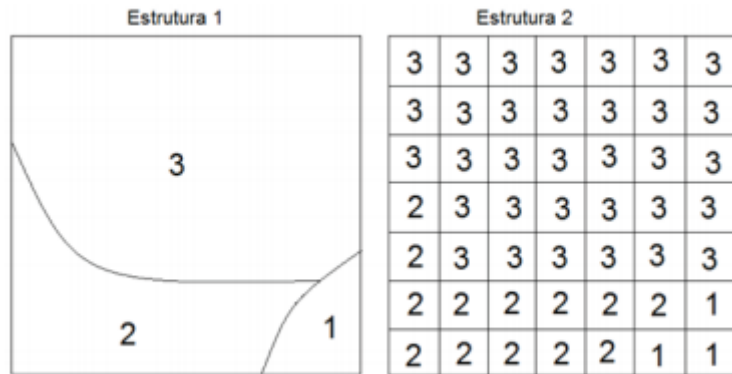 Estrutura 1
Estrutura 2
3
2
1
3 3 3 3 3 3 3
3 3 3 3 3 3 3
3 3 3 3 3 3 3
2 3 3 3 3 3 3
2 3 3 3 3 3 3
2 2 2 2 2 2 1
2 2 2 2 2 1 1